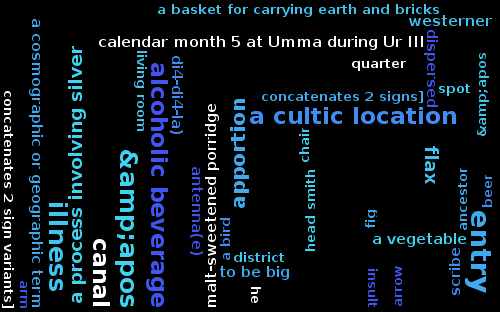 a basket for carrying earth and bricks
westerner
calendar month 5 at Umma during Ur III
quarter
dispersed
spot
&amp;apos
concatenates 2 signs]
a cultic location
a cosmographic or geographic term
concatenates 2 sign variants]
a process involving silver
living room
di4-di4-la)
alcoholic beverage
&amp;apos
illness
canal
arm
malt-sweetened porridge
antenna(e)
apportion
a bird
chair
head smith
flax
ancestor
beer
entry
fig
a vegetable
district
to be big
he
insult
arrow
scribe